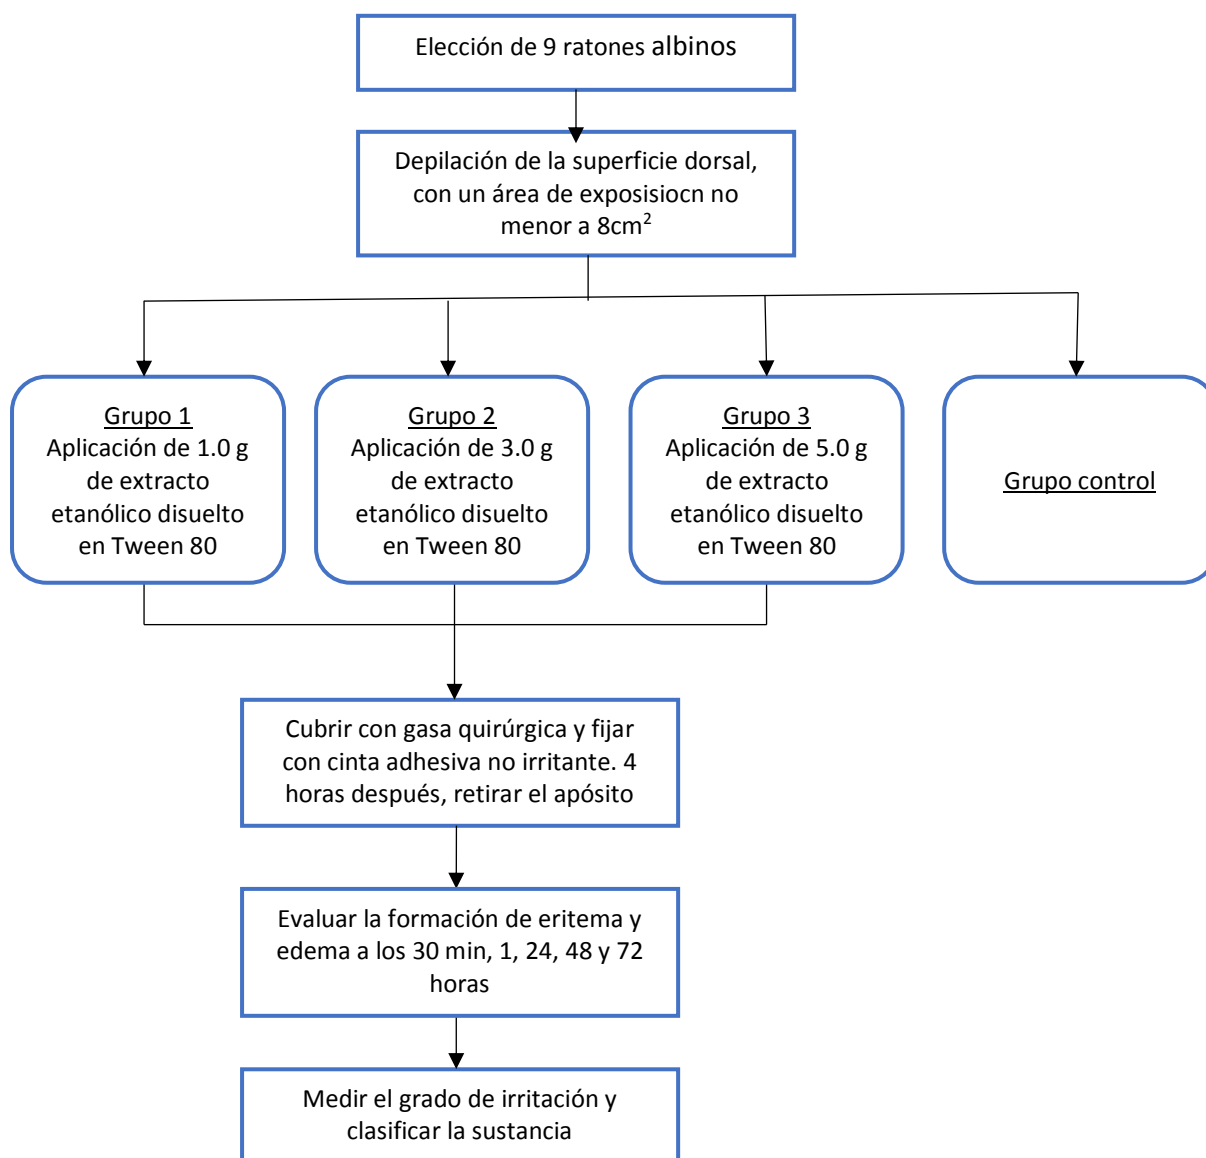 Elección de 9 ratones albinos
Depilación de la superficie dorsal,
con un área de exposisiocn no
menor a 8cm²
Grupo 1
Aplicación de 1.0 g
de extracto
etanólico disuelto
en Tween 80
Grupo 2
Aplicación de 3.0 g
de extracto
etanólico disuelto
en Tween 80
Grupo 3
Aplicación de 5.0 g
de extracto
etanólico disuelto
en Tween 80
Grupo control
Cubrir con gasa quirúrgica y fijar
con cinta adhesiva no irritante. 4
horas después, retirar el apósito
Evaluar la formación de eritema y
edema a los 30 min, 1, 24, 48 y 72
horas
Medir el grado de irritación y
clasificar la sustancia